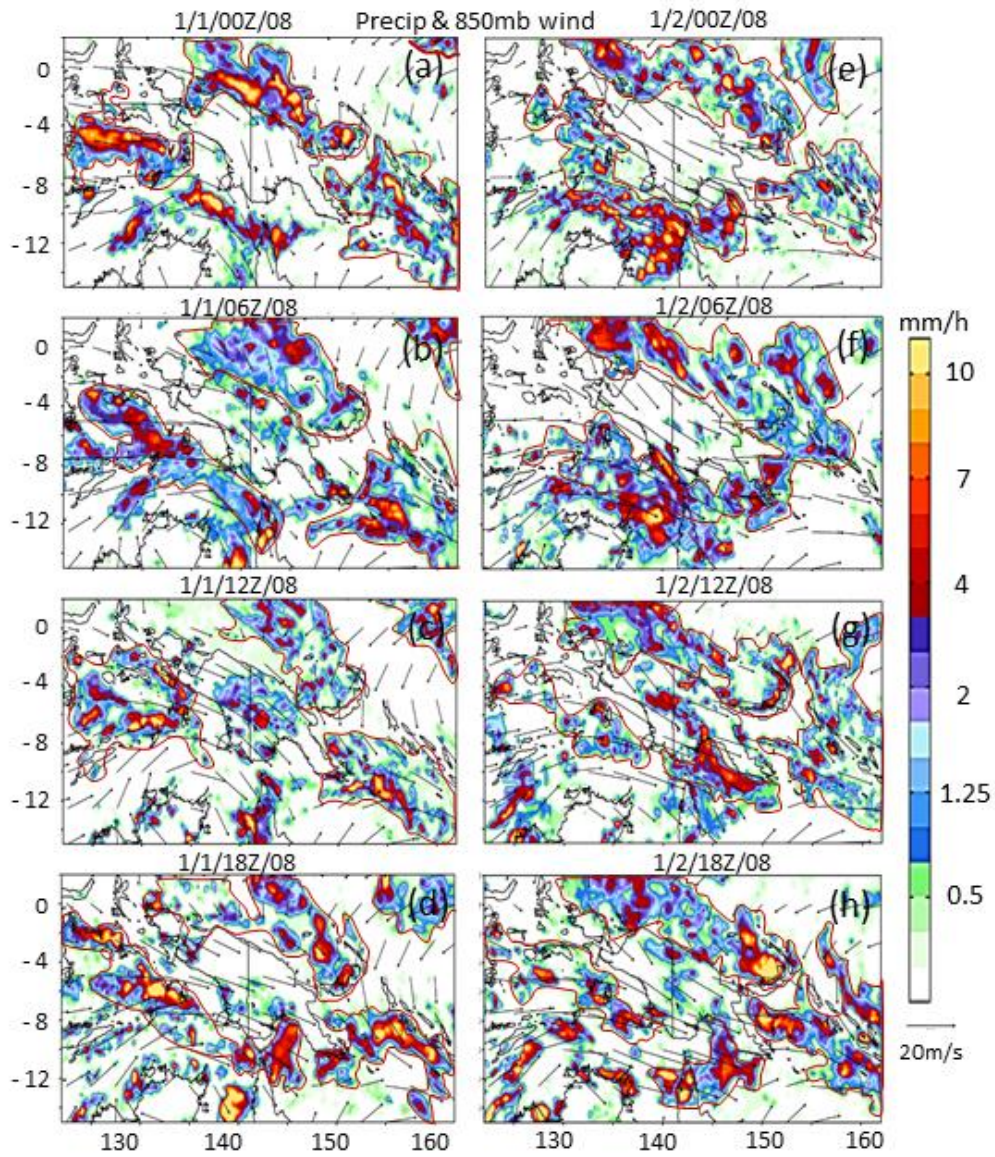 Precip & 850mb wind
1/1/00Z/08
1/2/00Z/08
0
- 4
- 8
- 12
(a)
(e)
1/1/06Z/08
1/2/06Z/08
0
- 4
- 8
- 12
(b)
(f)
1/1/12Z/08
1/2/12Z/08
0
- 4
- 8
- 12
(c)
(g)
1/1/18Z/08
1/2/18Z/08
0
- 4
- 8
- 12
(d)
(h)
130 140 150 160
130 140 150 160
mm/h
10
7
4
2
1.25
0.5
20m/s